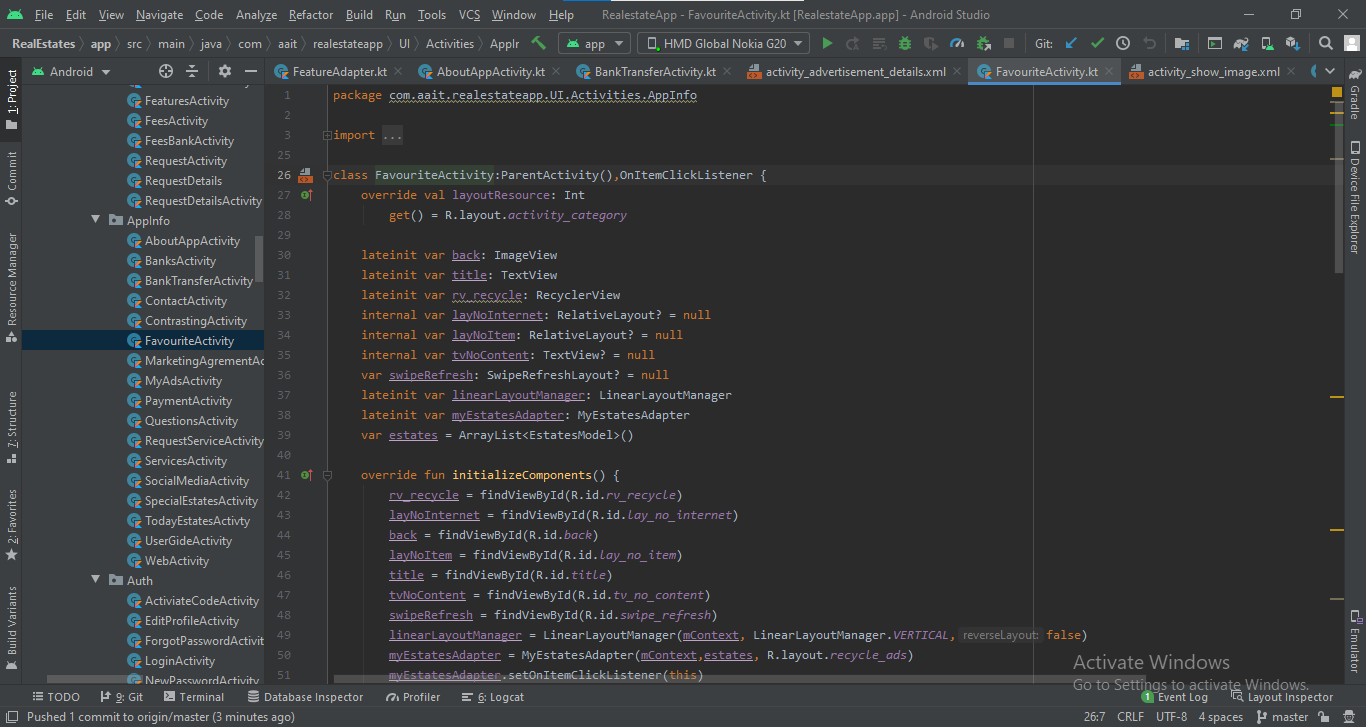 File Edit View Navigate Code Analyze Refactor Build Run Tools VCS Window Help RealestateApp - FavouriteActivity.kt [RealestateApp.app] - Android Studio
RealEstates app src main java com aait realestateapp UI Activities AppIr app HMD Global Nokia G20 Git:
Android FeatureAdapter.kt AboutAppActivity.kt BankTransferActivity.kt activity_advertisement_details.xml FavouriteActivity.kt activity_show_image.xml
1: Project
Commit
Resource Manager
7: Structure
2: Favorites
Build Variants
FeaturesActivity
FeesActivity
FeesBankActivity
RequestActivity
RequestDetails
RequestDetailsActivity
AppInfo
AboutAppActivity
BanksActivity
BankTransferActivity
ContactActivity
ContrastingActivity
FavouriteActivity
MarketingAgrementAc
MyAdsActivity
PaymentActivity
QuestionsActivity
RequestServiceActivity
ServicesActivity
SocialMediaActivity
SpecialEstatesActivity
TodayEstatesActivty
UserGideActivity
WebActivity
Auth
ActiviateCodeActivity
EditProfileActivity
ForgotPasswordActivit
LoginActivity
NewPasswordActivity
1 package com.aait.realestateapp.UI.Activities.AppInfo
2
3 import ...
25
26 class FavouriteActivity:ParentActivity(),OnItemClickListener {
27 override val layoutResource: Int
28 get() = R.layout.activity_category
29
30 lateinit var back: ImageView
31 lateinit var title: TextView
32 lateinit var rv_recycle: RecyclerView
33 internal var layNoInternet: RelativeLayout? = null
34 internal var layNoItem: RelativeLayout? = null
35 internal var tvNoContent: TextView? = null
36 var swipeRefresh: SwipeRefreshLayout? = null
37 lateinit var linearLayoutManager: LinearLayoutManager
38 lateinit var myEstatesAdapter: MyEstatesAdapter
39 var estates = ArrayList<EstatesModel>()
40
41 override fun initializeComponents() {
42 rv_recycle = findViewById(R.id.rv_recycle)
43 layNoInternet = findViewById(R.id.lay_no_internet)
44 back = findViewById(R.id.back)
45 layNoItem = findViewById(R.id.lay_no_item)
46 title = findViewById(R.id.title)
47 tvNoContent = findViewById(R.id.tv_no_content)
48 swipeRefresh = findViewById(R.id.swipe_refresh)
49 linearLayoutManager = LinearLayoutManager(mContext, LinearLayoutManager.VERTICAL, reverseLayout: false)
50 myEstatesAdapter = MyEstatesAdapter(mContext,estates, R.layout.recycle_ads)
51 myEstatesAdapter.setOnItemClickListener(this)
Gradle
Device File Explorer
Emulator
Activate Windows
Go to Settings to activate Windows.
TODO 9: Git Terminal Database Inspector Profiler 6: Logcat 1 Event Log Layout Inspector
Pushed 1 commit to origin/master (3 minutes ago) 26:7 CRLF UTF-8 4 spaces master